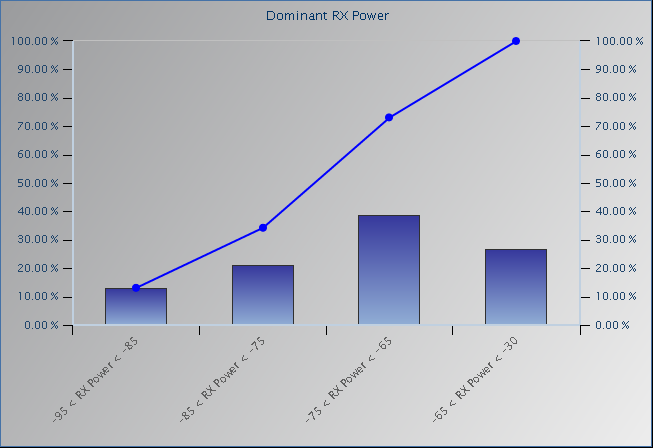 Dominant RX Power
100.00 % 100.00 %
90.00 % 90.00 %
80.00 % 80.00 %
70.00 % 70.00 %
60.00 % 60.00 %
50.00 % 50.00 %
40.00 % 40.00 %
30.00 % 30.00 %
20.00 % 20.00 %
10.00 % 10.00 %
0.00 % 0.00 %
-95 < RX Power < -85
-85 < RX Power < -75
-75 < RX Power < -65
-65 < RX Power < -30